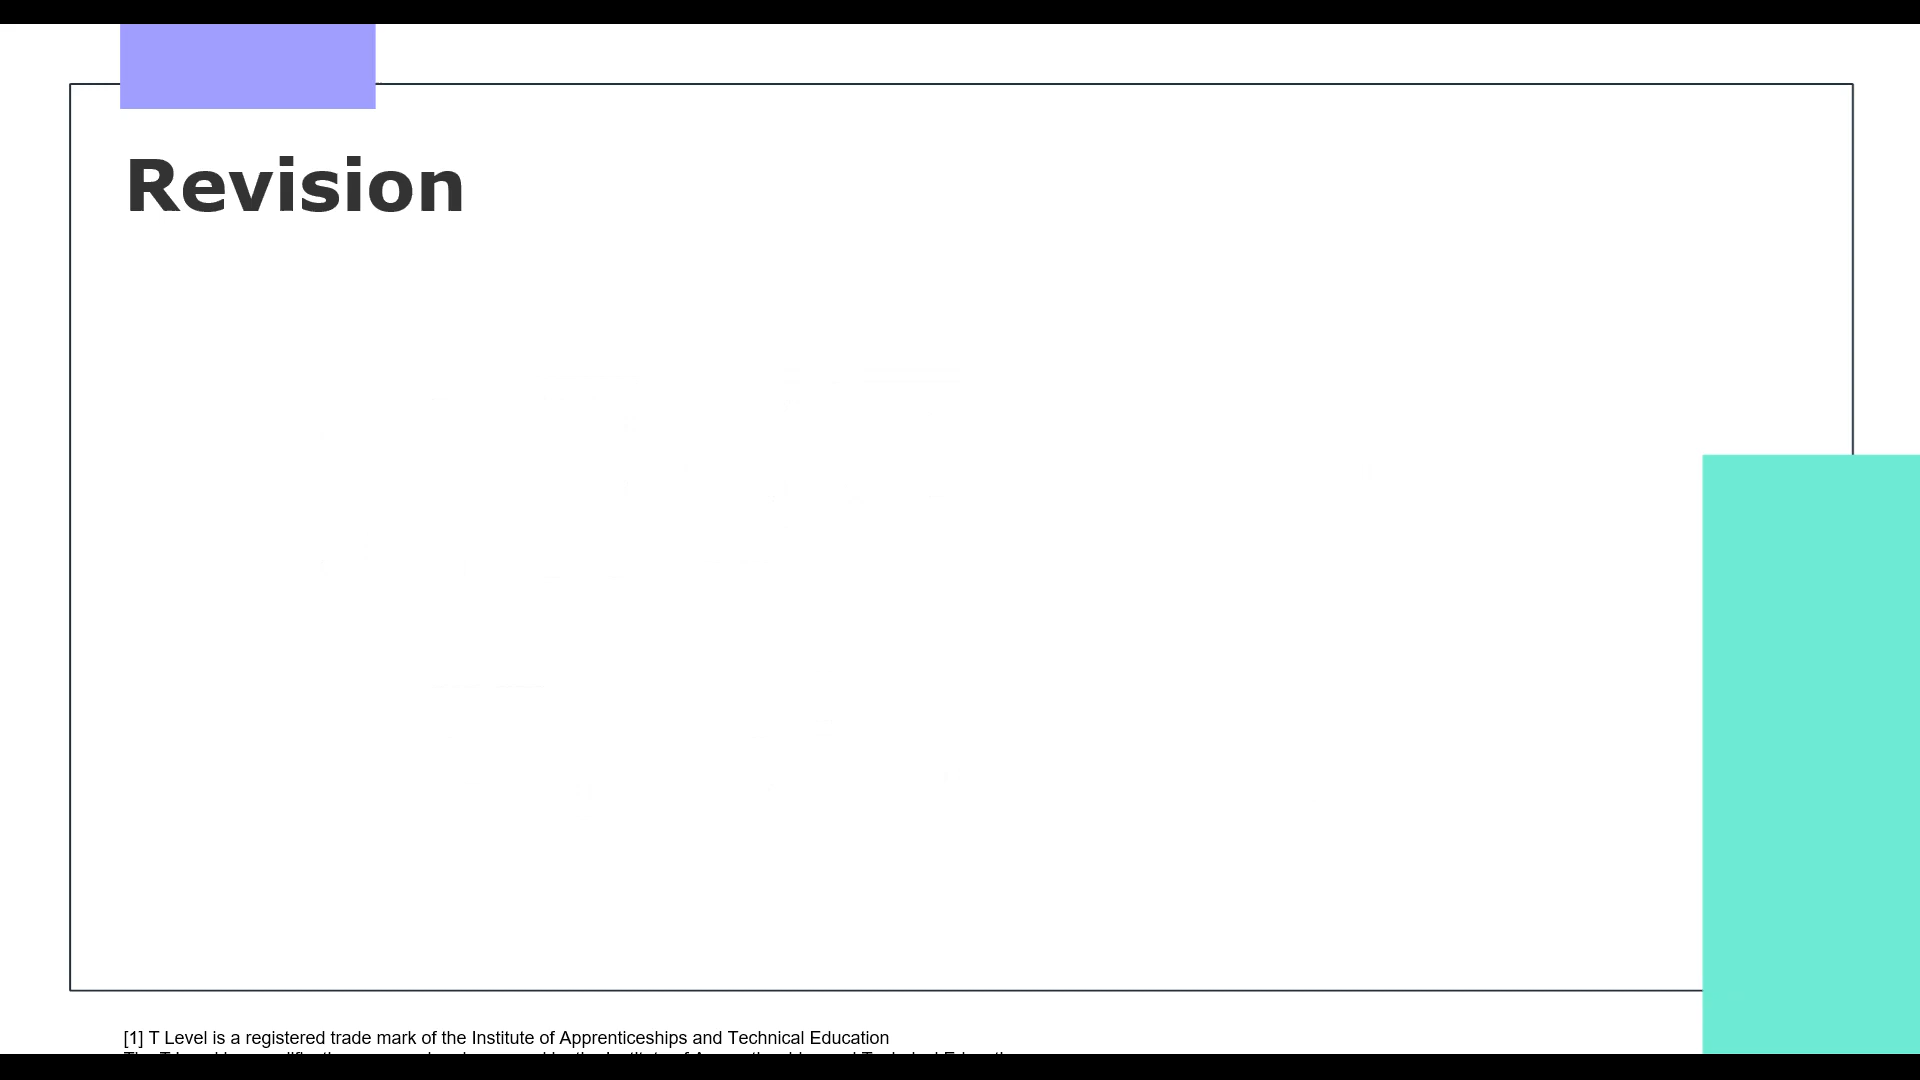 Revision
[1] T Level is a registered trade mark of the Institute of Apprenticeships and Technical Education